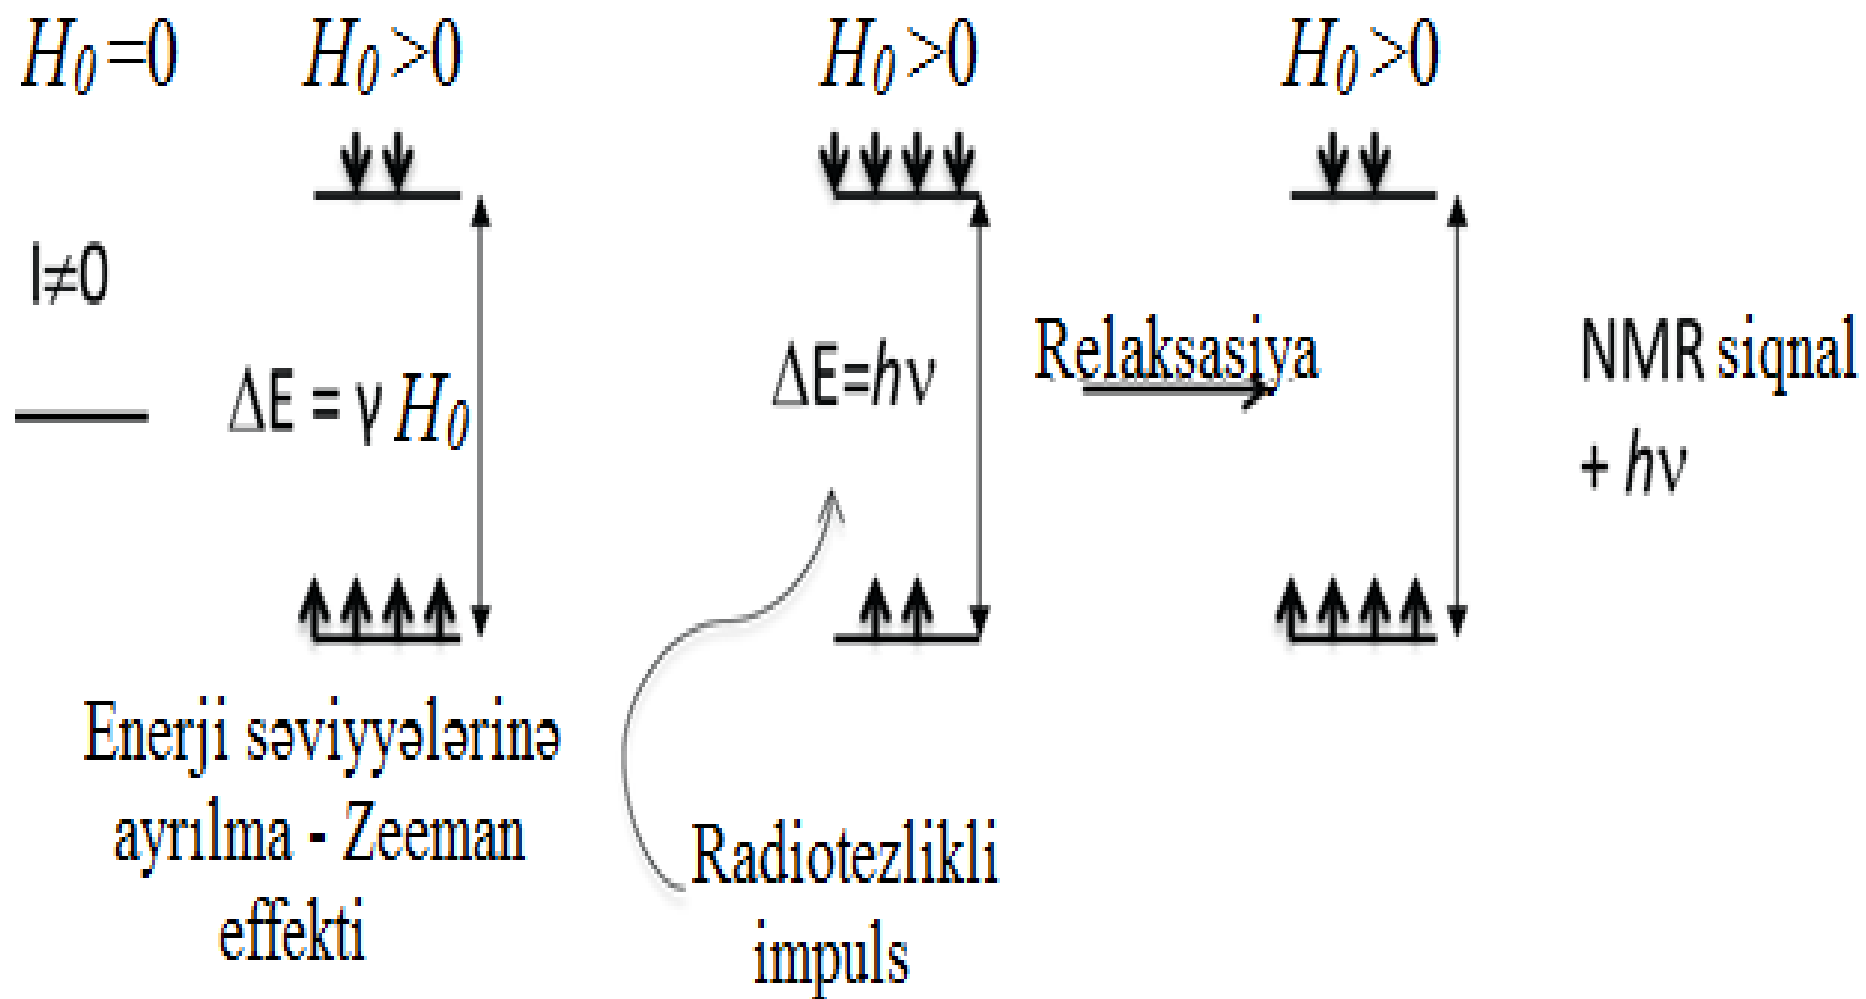 H₀=0
H₀>0
H₀>0
H₀>0
I≠0
ΔE = γ H₀
ΔE=hν
Relaksasiya
NMR siqnal
+ hν
Enerji səviyyələrinə
ayrılma - Zeeman
effekti
Radiotezlikli
impuls